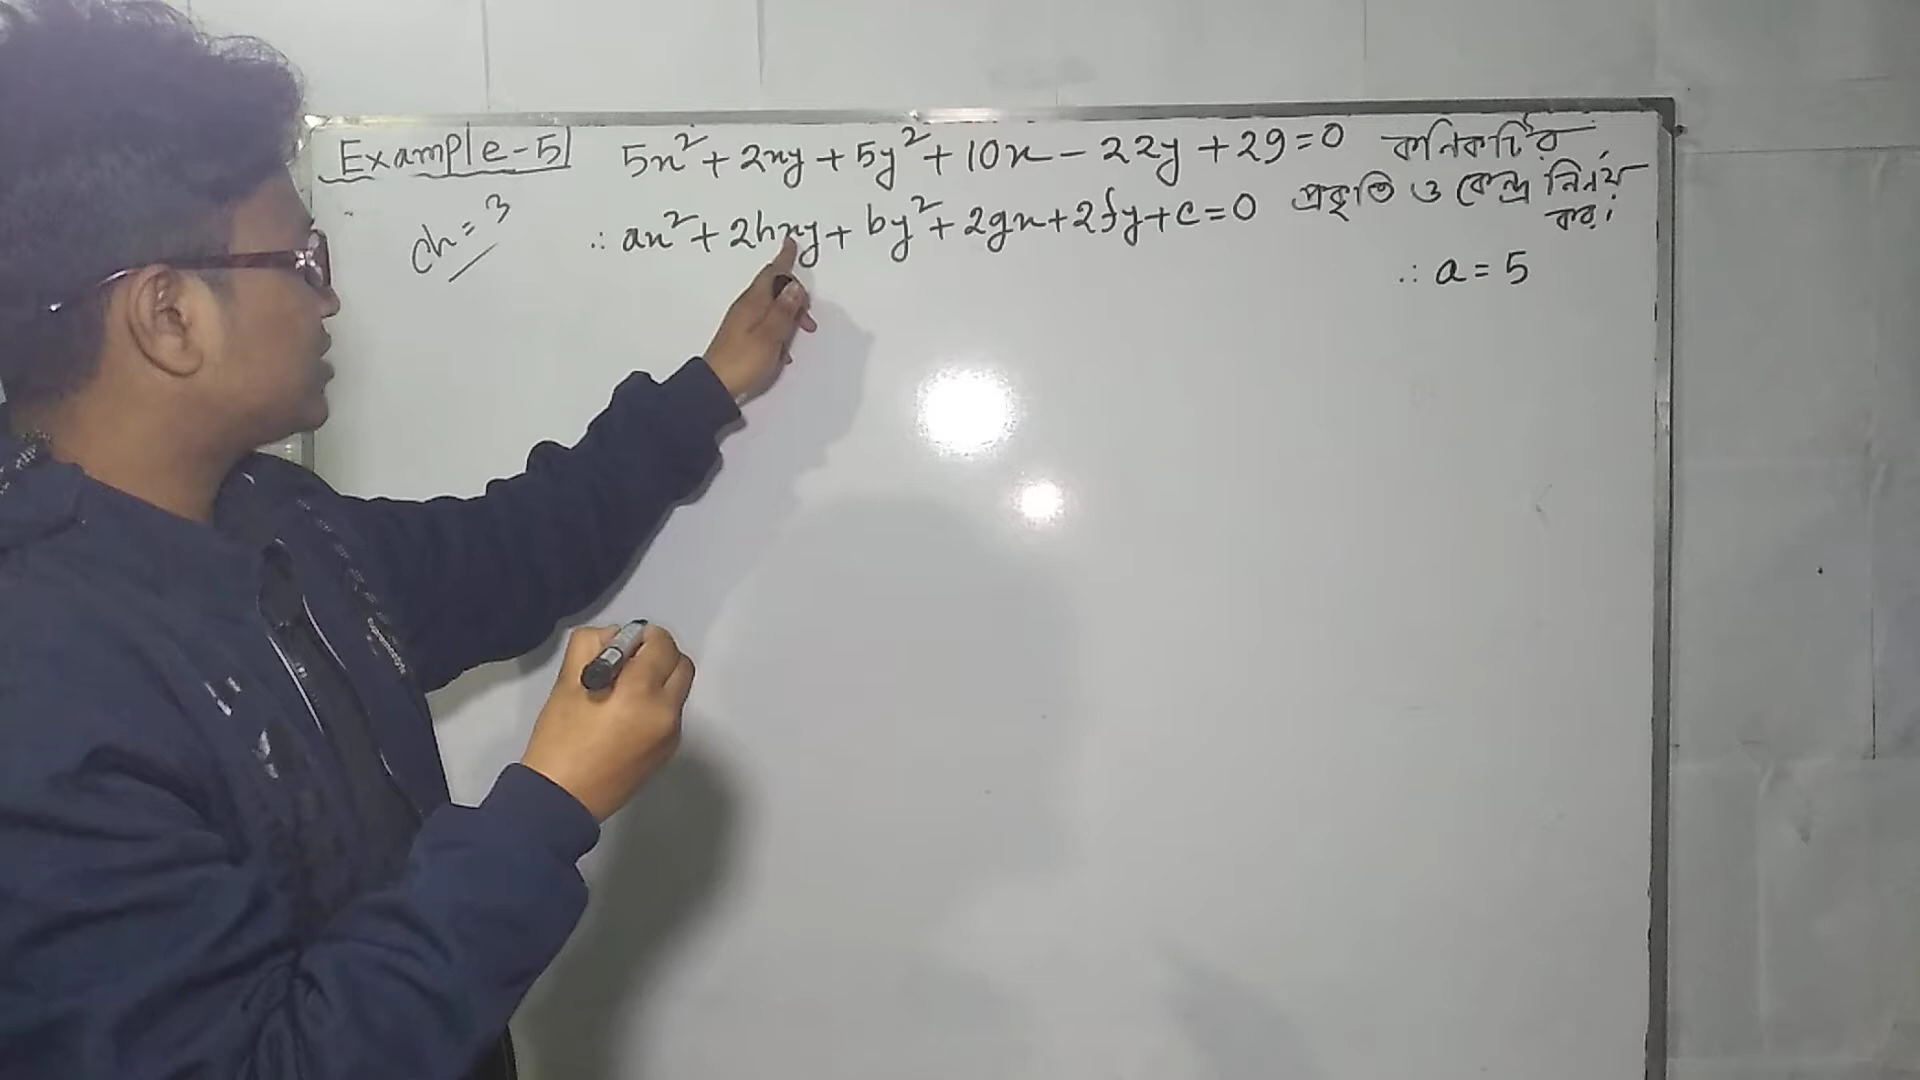 Example-5
5x² + 2xy + 5y² + 10x - 22y + 29 = 0 কনিকটির
প্রকৃতি ও কেন্দ্র নির্ণয়
কর।
ch = 3
∴ ax² + 2hxy + by² + 2gx + 2fy + c = 0
∴ a = 5